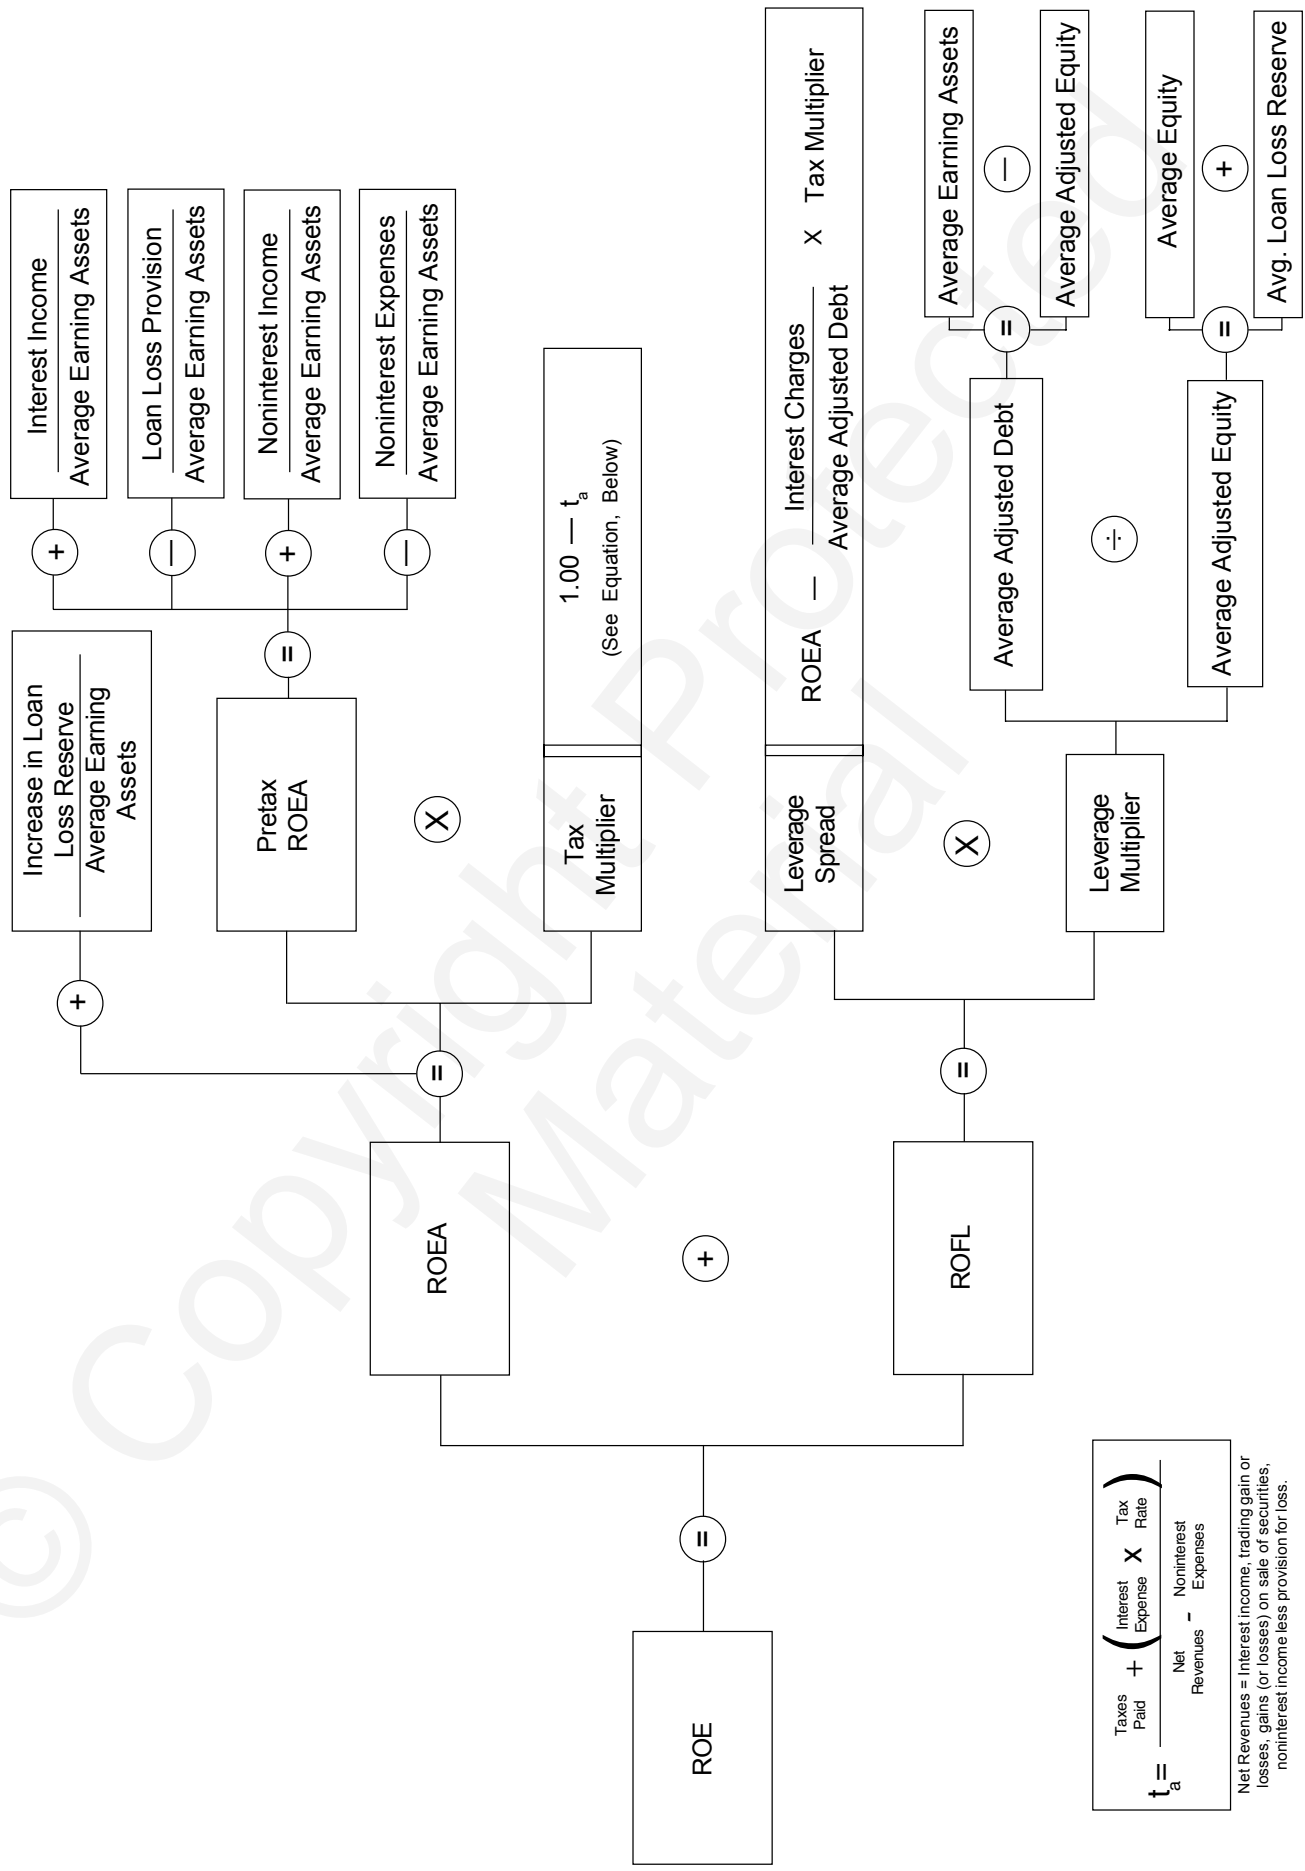 ROE
=
ROEA
+
ROFL
=
+
Increase in Loan
Loss Reserve
Average Earning
Assets
Pretax
ROEA
=
+
Interest Income
Average Earning Assets
—
Loan Loss Provision
Average Earning Assets
+
Noninterest Income
Average Earning Assets
—
Noninterest Expenses
Average Earning Assets
X
Tax
Multiplier
1.00 — ta
(See Equation, Below)
=
Leverage
Spread
ROEA — Interest Charges
Average Adjusted Debt
X Tax Multiplier
X
Leverage
Multiplier
Average Adjusted Debt
=
Average Earning Assets
—
Average Adjusted Equity
÷
Average Adjusted Equity
=
Average Equity
+
Avg. Loan Loss Reserve
ta =
Taxes
Paid
+
(
Interest
Expense
X
Tax
Rate
)
Net
Revenues
-
Noninterest
Expenses
Net Revenues = Interest income, trading gain or
losses, gains (or losses) on sale of securities,
noninterest income less provision for loss.
© Copyright Protected
Material